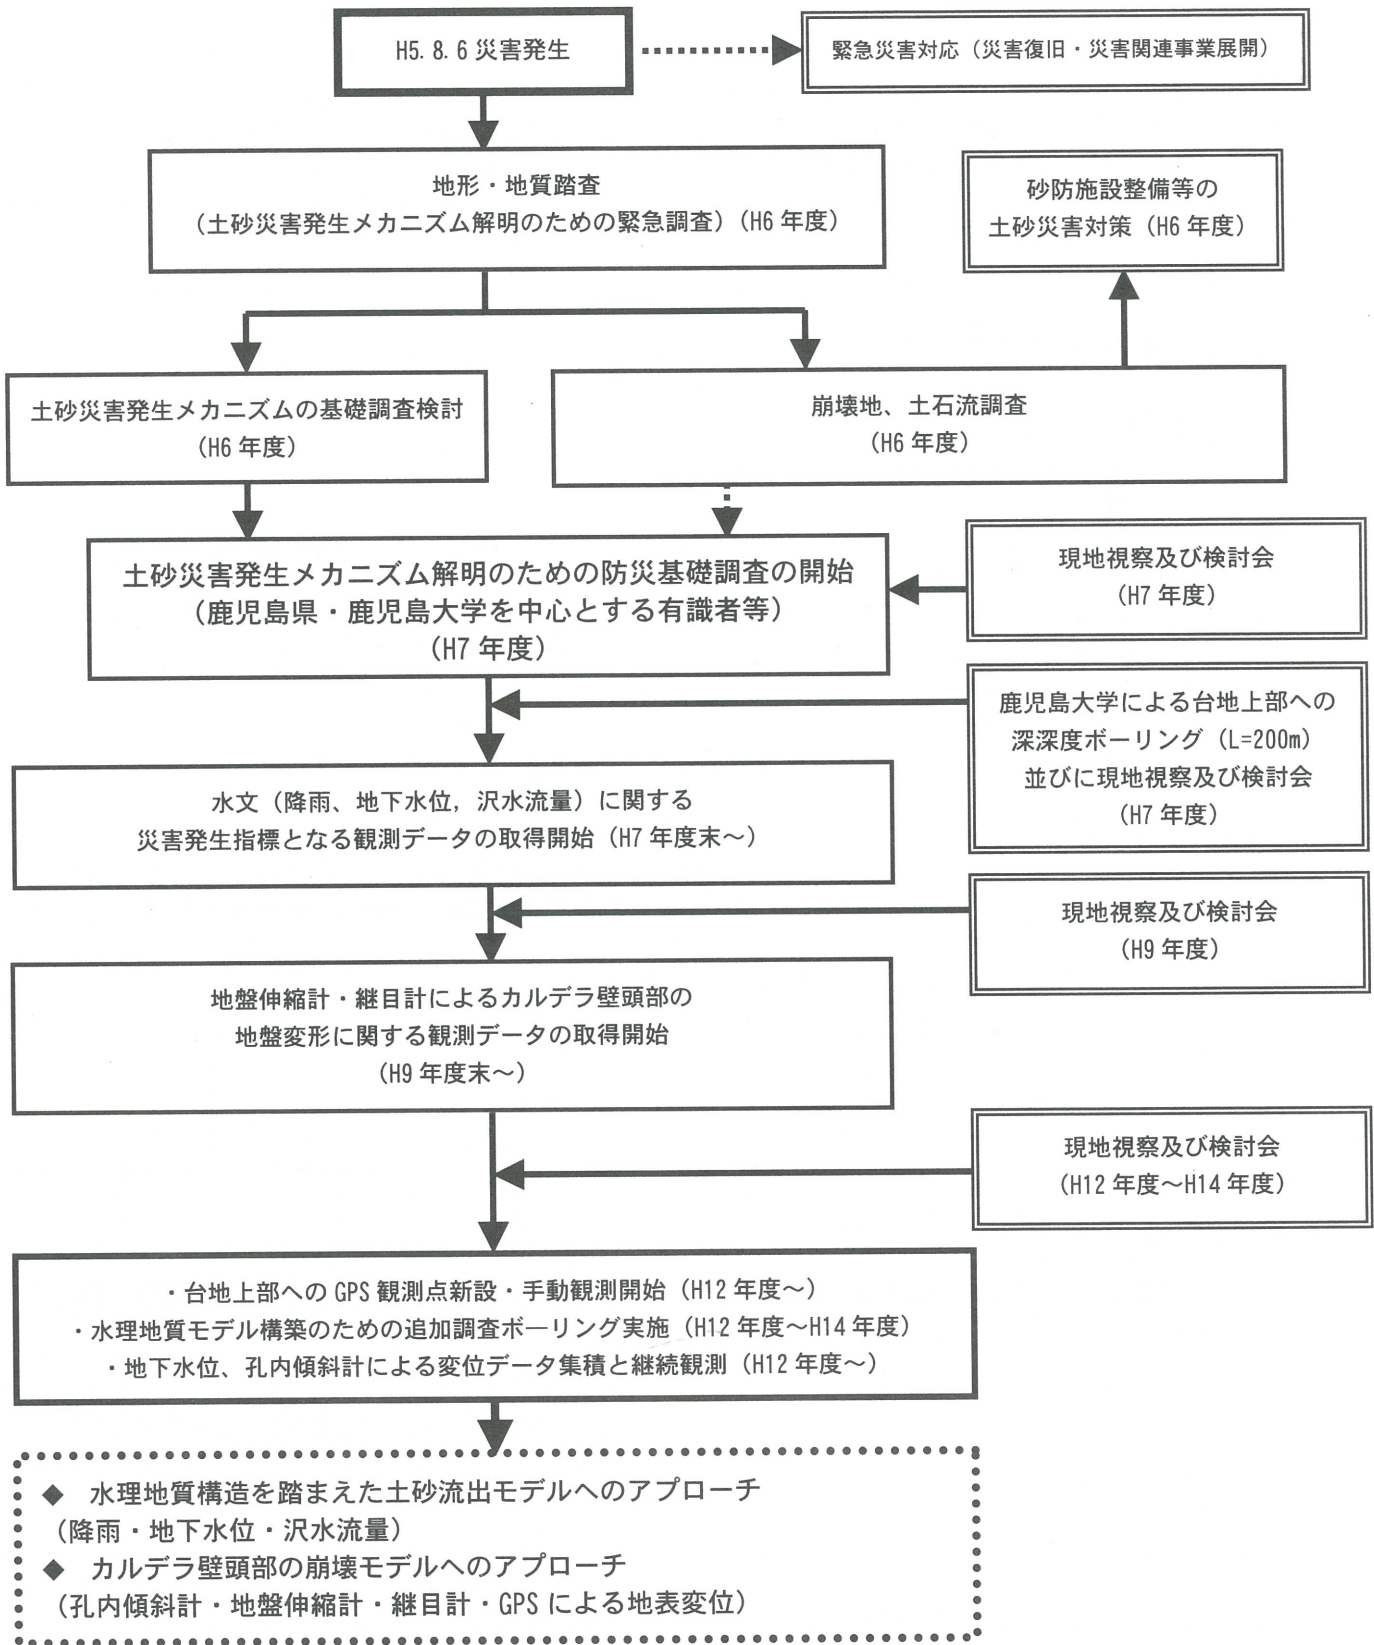 H5.8.6 災害発生
緊急災害対応（災害復旧・災害関連事業展開）
地形・地質踏査
（土砂災害発生メカニズム解明のための緊急調査）（H6 年度）
砂防施設整備等の
土砂災害対策（H6 年度）
土砂災害発生メカニズムの基礎調査検討
（H6 年度）
崩壊地、土石流調査
（H6 年度）
土砂災害発生メカニズム解明のための防災基礎調査の開始
（鹿児島県・鹿児島大学を中心とする有識者等）
（H7 年度）
現地視察及び検討会
（H7 年度）
鹿児島大学による台地上部への
深深度ボーリング（L=200m）
並びに現地視察及び検討会
（H7 年度）
水文（降雨、地下水位，沢水流量）に関する
災害発生指標となる観測データの取得開始（H7 年度末～）
現地視察及び検討会
（H9 年度）
地盤伸縮計・継目計によるカルデラ壁頭部の
地盤変形に関する観測データの取得開始
（H9 年度末～）
現地視察及び検討会
（H12 年度～H14 年度）
・台地上部への GPS 観測点新設・手動観測開始（H12 年度～）
・水理地質モデル構築のための追加調査ボーリング実施（H12 年度～H14 年度）
・地下水位、孔内傾斜計による変位データ集積と継続観測（H12 年度～）
◆ 水理地質構造を踏まえた土砂流出モデルへのアプローチ
（降雨・地下水位・沢水流量）
◆ カルデラ壁頭部の崩壊モデルへのアプローチ
（孔内傾斜計・地盤伸縮計・継目計・GPS による地表変位）